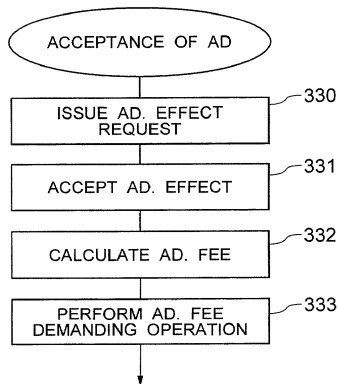 ACCEPTANCE OF AD
330
ISSUE AD. EFFECT
REQUEST
331
ACCEPT AD. EFFECT
332
CALCULATE AD. FEE
333
PERFORM AD. FEE
DEMANDING OPERATION